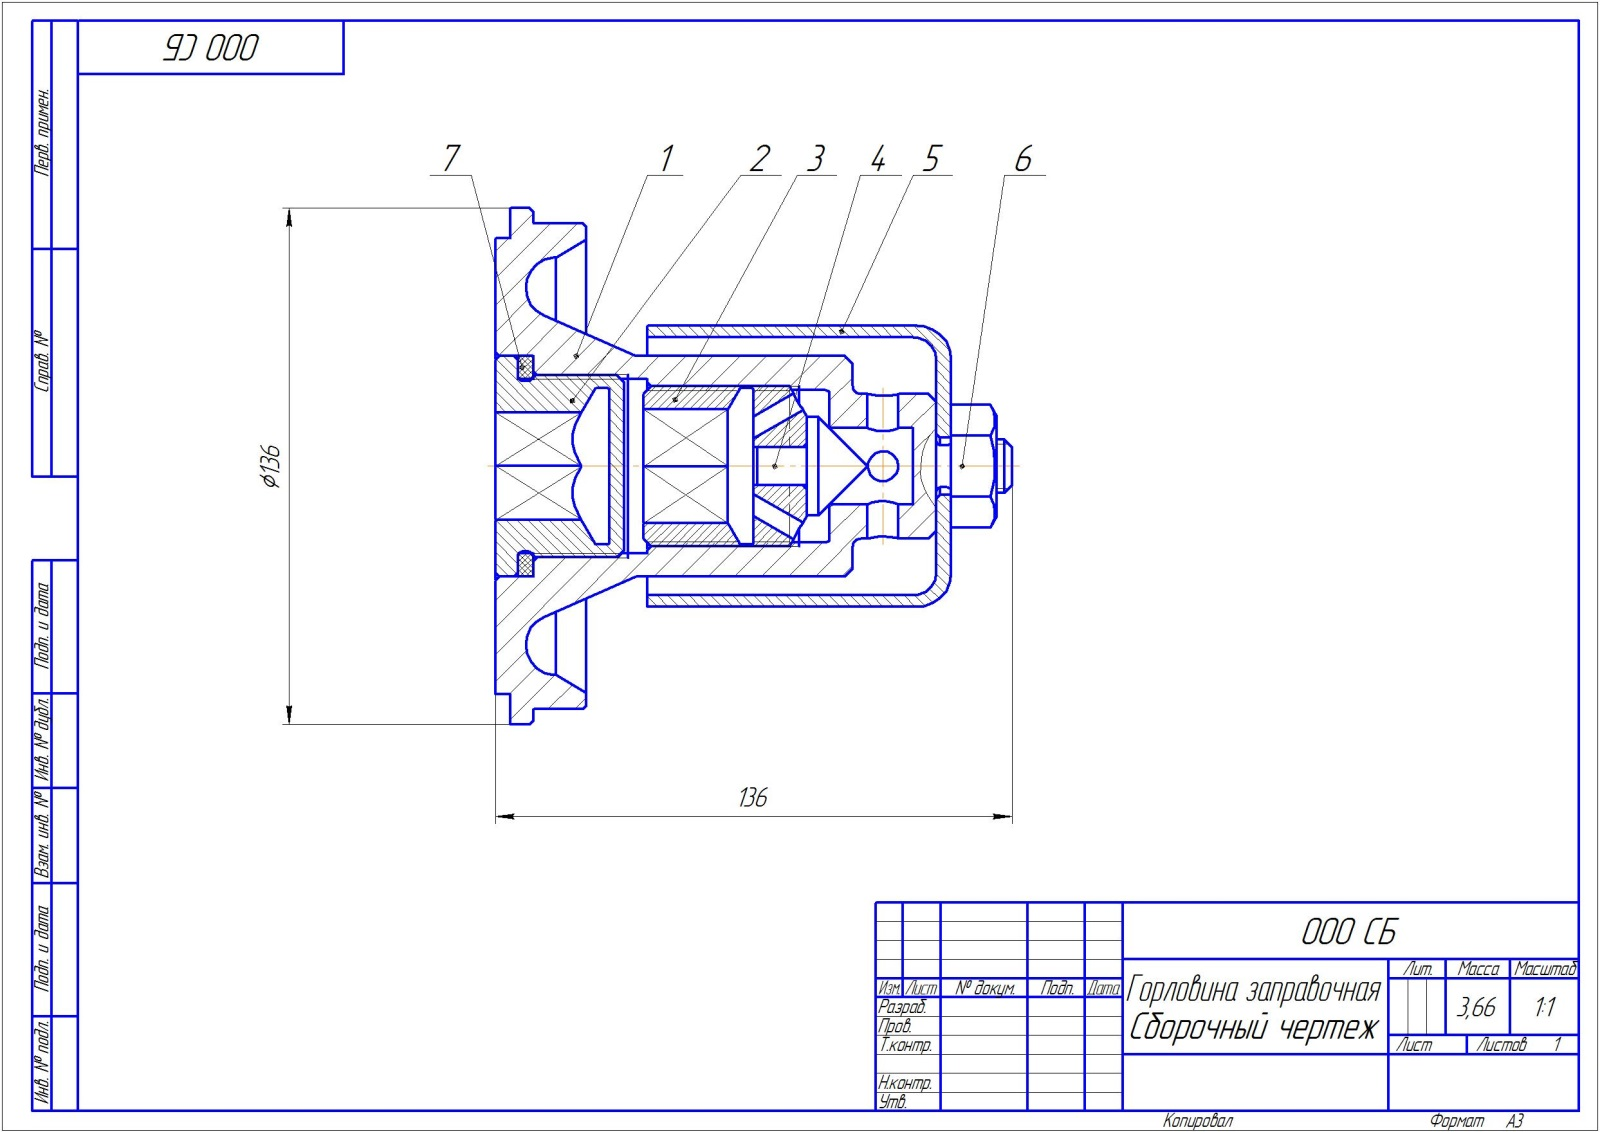 000 СБ
Перв. примен.
Справ. №
Подп. и дата
Инв. № дубл.
Взам. инв. №
Подп. и дата
Инв. № подл.
7
1
2
3
4
5
6
ϕ136
136
000 СБ
Изм.
Лист
№ докум.
Подп.
Дата
Разраб.
Пров.
Т.контр.
Н.контр.
Утв.
Горловина заправочная
Сборочный чертеж
Лит.
Масса
Масштаб
3,66
1:1
Лист
Листов 1
Копировал
Формат А3